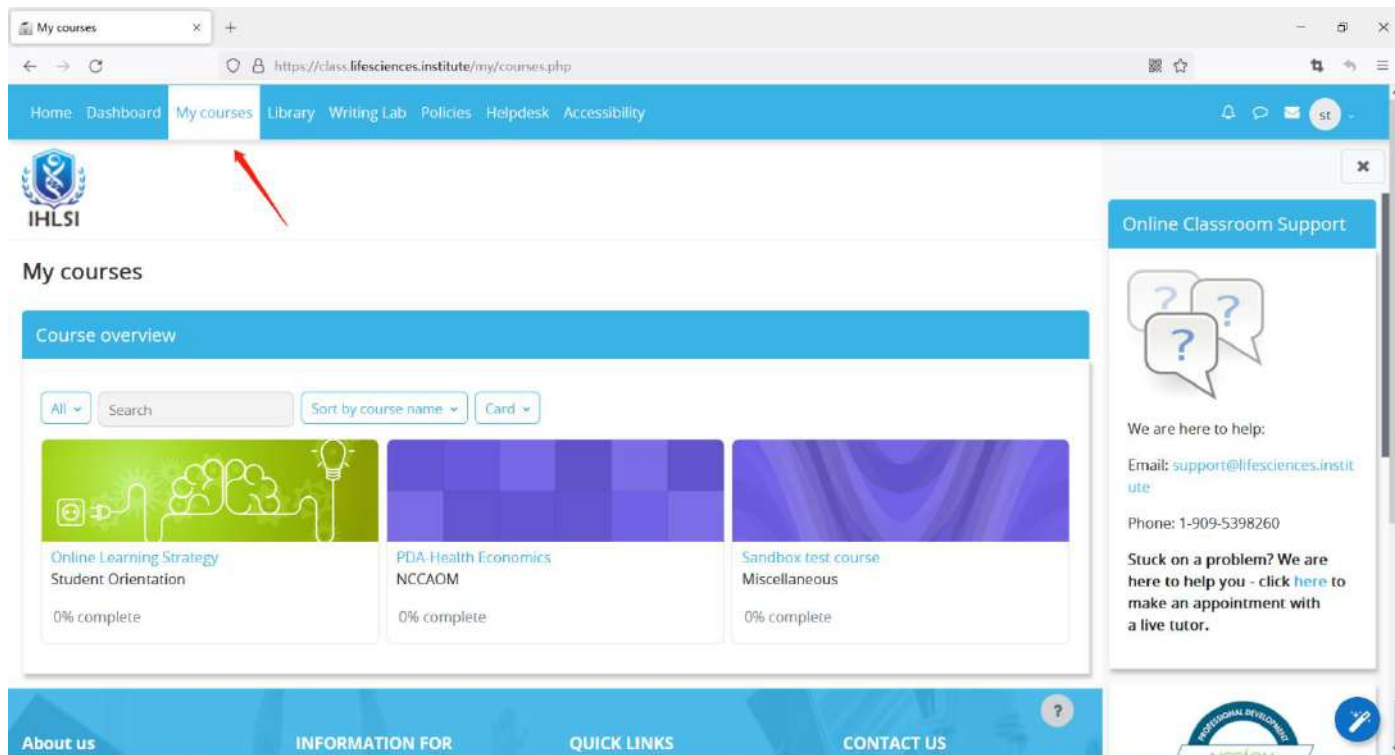 My courses
https://class.lifesciences.institute/my/courses.php
Home Dashboard My courses Library Writing Lab Policies Helpdesk Accessibility
st
IHLSI
My courses
Course overview
All
Search
Sort by course name
Card
Online Learning Strategy
Student Orientation
0% complete
PDA-Health Economics
NCCAOM
0% complete
Sandbox test course
Miscellaneous
0% complete
Online Classroom Support
? ? ?
We are here to help:
Email: support@lifesciences.instit
ute
Phone: 1-909-5398260
Stuck on a problem? We are
here to help you - click here to
make an appointment with
a live tutor.
?
About us
INFORMATION FOR
QUICK LINKS
CONTACT US
PROFESSIONAL DEVELOPMENT